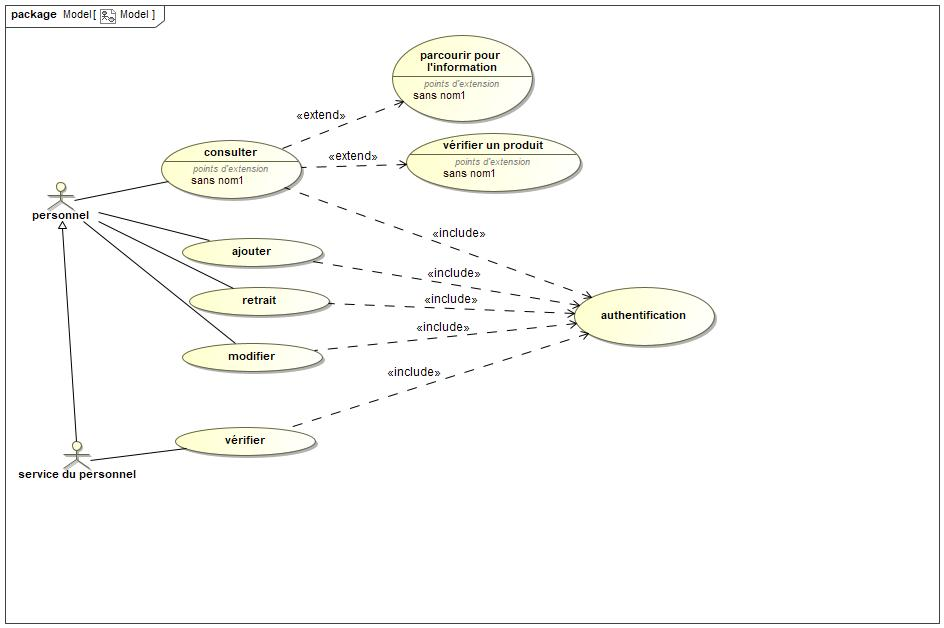 package Model [ Model ]
parcourir pour
l'information
points d'extension
sans nom1
«extend»
vérifier un produit
points d'extension
sans nom1
«extend»
consulter
points d'extension
sans nom1
personnel
«include»
ajouter
«include»
retrait
«include»
authentification
«include»
modifier
«include»
vérifier
service du personnel